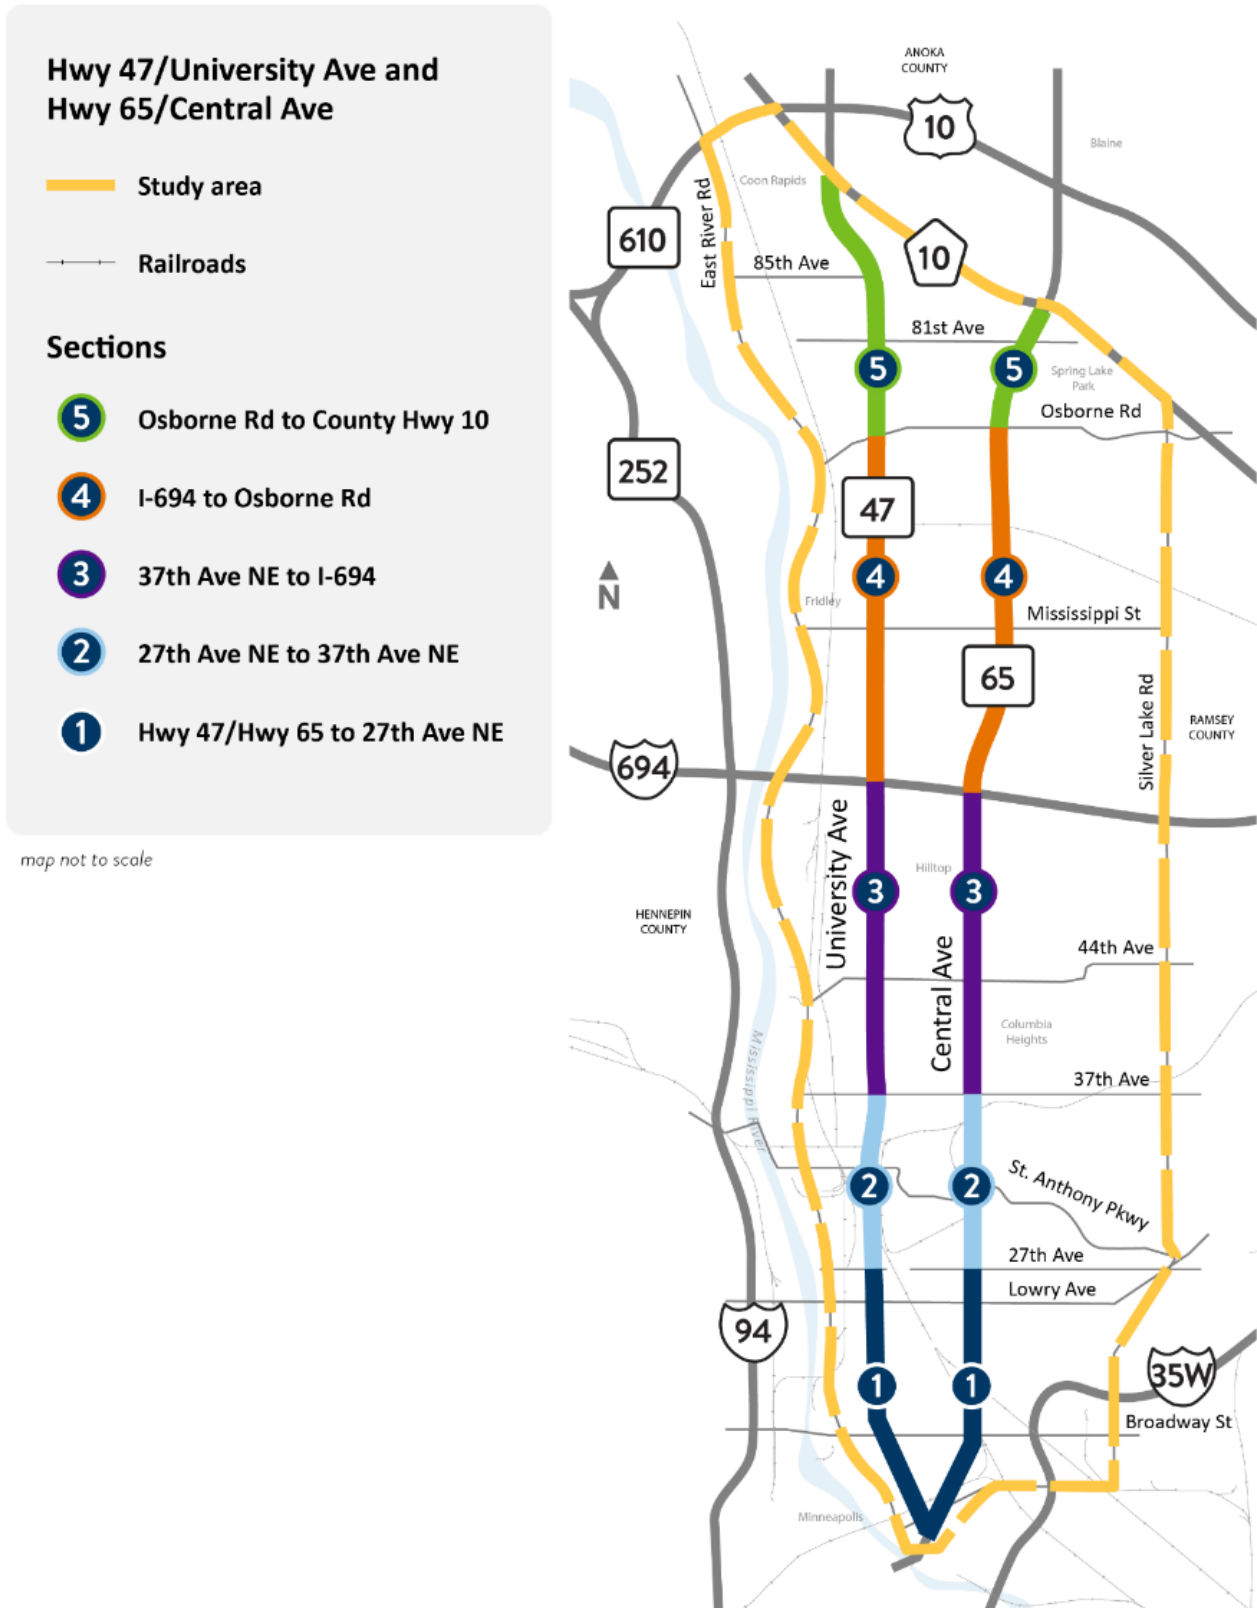 Hwy 47/University Ave and
Hwy 65/Central Ave
Study area
Railroads
Sections
5 Osborne Rd to County Hwy 10
4 I-694 to Osborne Rd
3 37th Ave NE to I-694
2 27th Ave NE to 37th Ave NE
1 Hwy 47/Hwy 65 to 27th Ave NE
map not to scale
ANOKA
COUNTY
10
Blaine
Coon Rapids
East River Rd
610
10
85th Ave
81st Ave
5
5
Spring Lake
Park
Osborne Rd
252
47
N
4
4
Fridley
Mississippi St
65
Silver Lake Rd
RAMSEY
COUNTY
694
University Ave
Hilltop
3
3
HENNEPIN
COUNTY
Central Ave
44th Ave
Columbia
Heights
Mississippi River
37th Ave
2
2
St. Anthony Pkwy
27th Ave
Lowry Ave
94
35W
1
1
Broadway St
Minneapolis